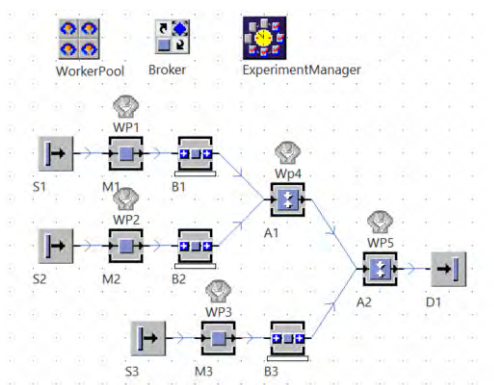 WorkerPool Broker ExperimentManager
WP1
S1 M1 B1
Wp4
A1
WP2
S2 M2 B2
WP5
A2 D1
WP3
S3 M3 B3